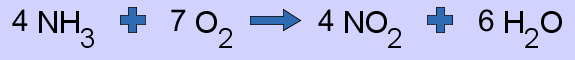 4 NH₃ + 7 O₂ → 4 NO₂ + 6 H₂O